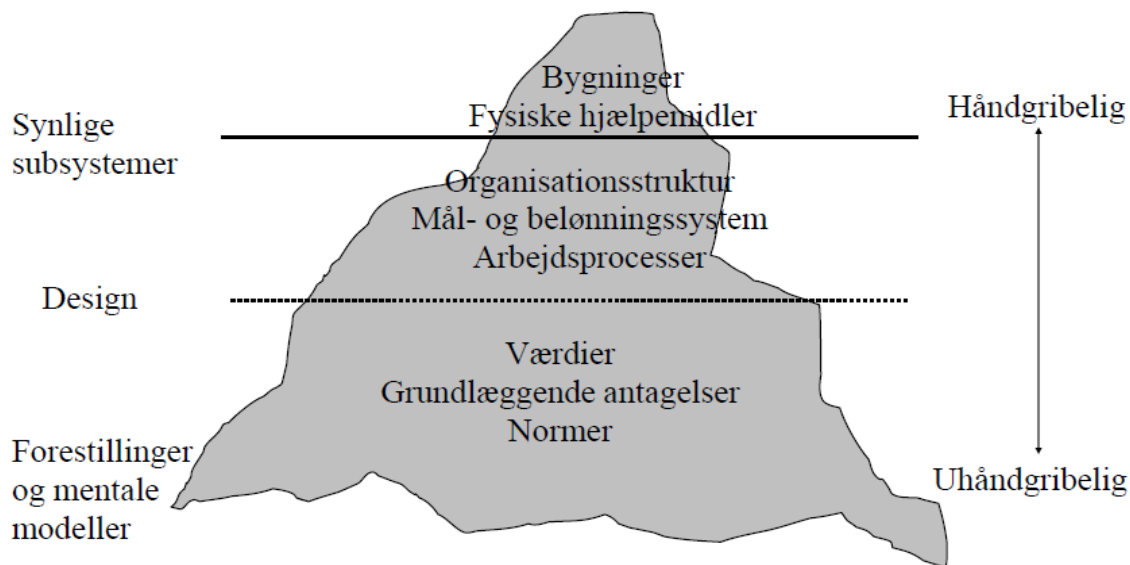 Bygninger
Fysiske hjælpemidler
Håndgribelig
Synlige
subsystemer
Organisationsstruktur
Mål- og belønningssystem
Arbejdsprocesser
Design
Værdier
Grundlæggende antagelser
Normer
Forestillinger
og mentale
modeller
Uhåndgribelig